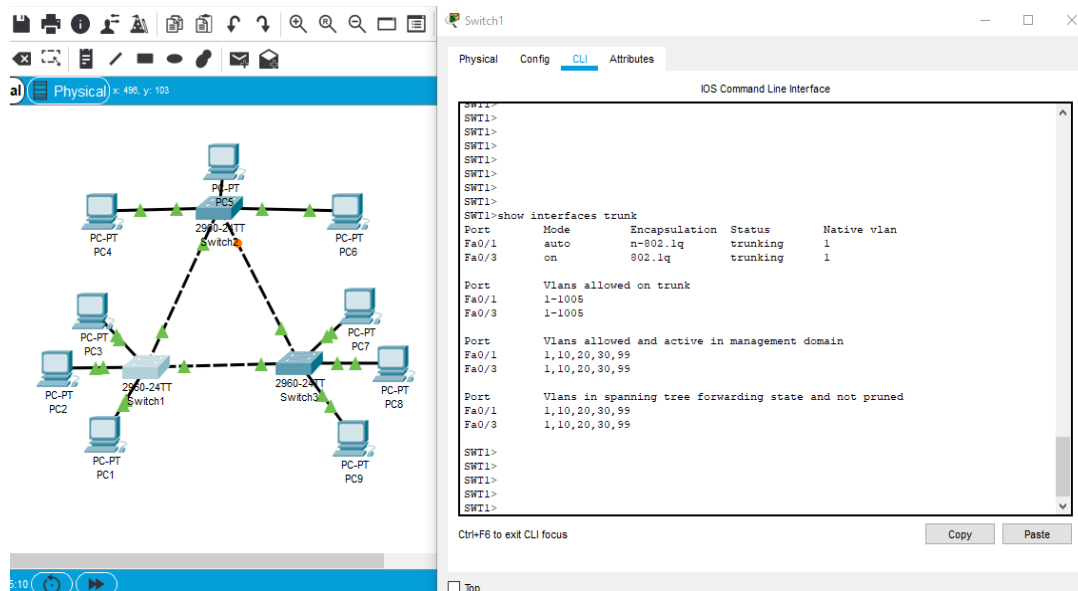 al)
Physical
x: 496, y: 103
PC-PT
PC5
PC-PT
PC4
2960-24TT
Switch2
PC-PT
PC6
PC-PT
PC3
PC-PT
PC7
PC-PT
PC2
2960-24TT
Switch1
2960-24TT
Switch3
PC-PT
PC8
PC-PT
PC1
PC-PT
PC9
5:10
Switch1
Physical Config CLI Attributes
IOS Command Line Interface
SWT1>
SWT1>
SWT1>
SWT1>
SWT1>
SWT1>
SWT1>
SWT1>
SWT1>show interfaces trunk
Port Mode Encapsulation Status Native vlan
Fa0/1 auto n-802.1q trunking 1
Fa0/3 on 802.1q trunking 1
Port Vlans allowed on trunk
Fa0/1 1-1005
Fa0/3 1-1005
Port Vlans allowed and active in management domain
Fa0/1 1,10,20,30,99
Fa0/3 1,10,20,30,99
Port Vlans in spanning tree forwarding state and not pruned
Fa0/1 1,10,20,30,99
Fa0/3 1,10,20,30,99
SWT1>
SWT1>
SWT1>
SWT1>
SWT1>
Ctrl+F6 to exit CLI focus
Copy Paste
Top